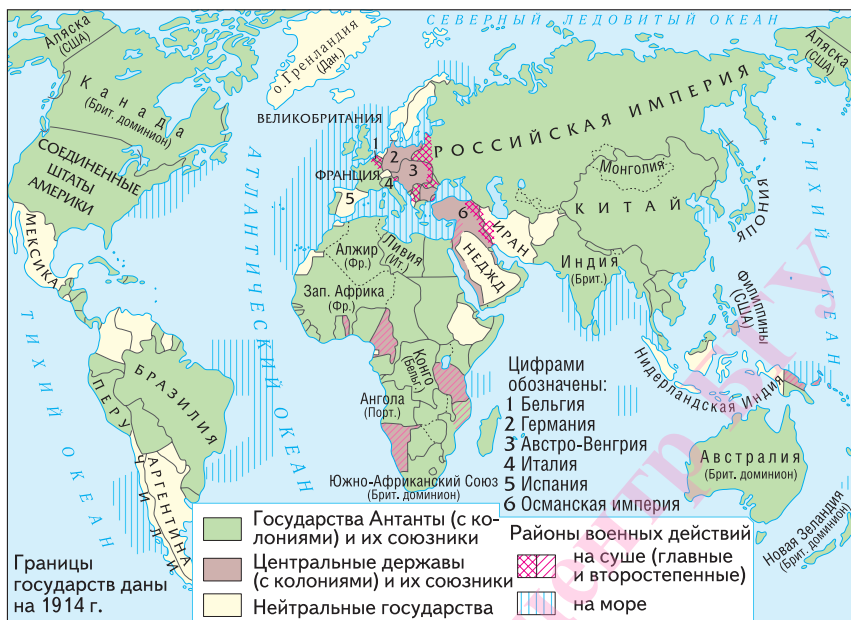 СЕВЕРНЫЙ ЛЕДОВИТЫЙ ОКЕАН
Аляска
(США)
о. Гренландия
(Дан.)
Аляска
(США)
Канада
(Брит. доминион)
ВЕЛИКОБРИТАНИЯ
РОССИЙСКАЯ ИМПЕРИЯ
1
2
3
СОЕДИНЕННЫЕ
ШТАТЫ
АМЕРИКИ
ФРАНЦИЯ
4
5
6
Монголия
КИТАЙ
ЯПОНИЯ
АТЛАНТИЧЕСКИЙ ОКЕАН
ТИХИЙ ОКЕАН
МЕКСИКА
Алжир
(Фр.)
Ливия
(Ит.)
НЕДЖД
ИРАН
Индия
(Брит.)
Филиппины
(США)
Зап. Африка
(Фр.)
ТИХИЙ ОКЕАН
БРАЗИЛИЯ
ПЕРУ
Конго
(Бельг.)
Ангола
(Порт.)
Нидерландская Индия
Цифрами
обозначены:
1 Бельгия
2 Германия
3 Австро-Венгрия
4 Италия
5 Испания
6 Османская империя
Австралия
(Брит. доминион)
АРГЕНТИНА
ЧИЛИ
Южно-Африканский Союз
(Брит. доминион)
Новая Зеландия
(Брит. доминион)
Границы
государств даны
на 1914 г.
Государства Антанты (с ко-
лониями) и их союзники
Центральные державы
(с колониями) и их союзники
Нейтральные государства
Районы военных действий
на суше (главные
и второстепенные)
на море